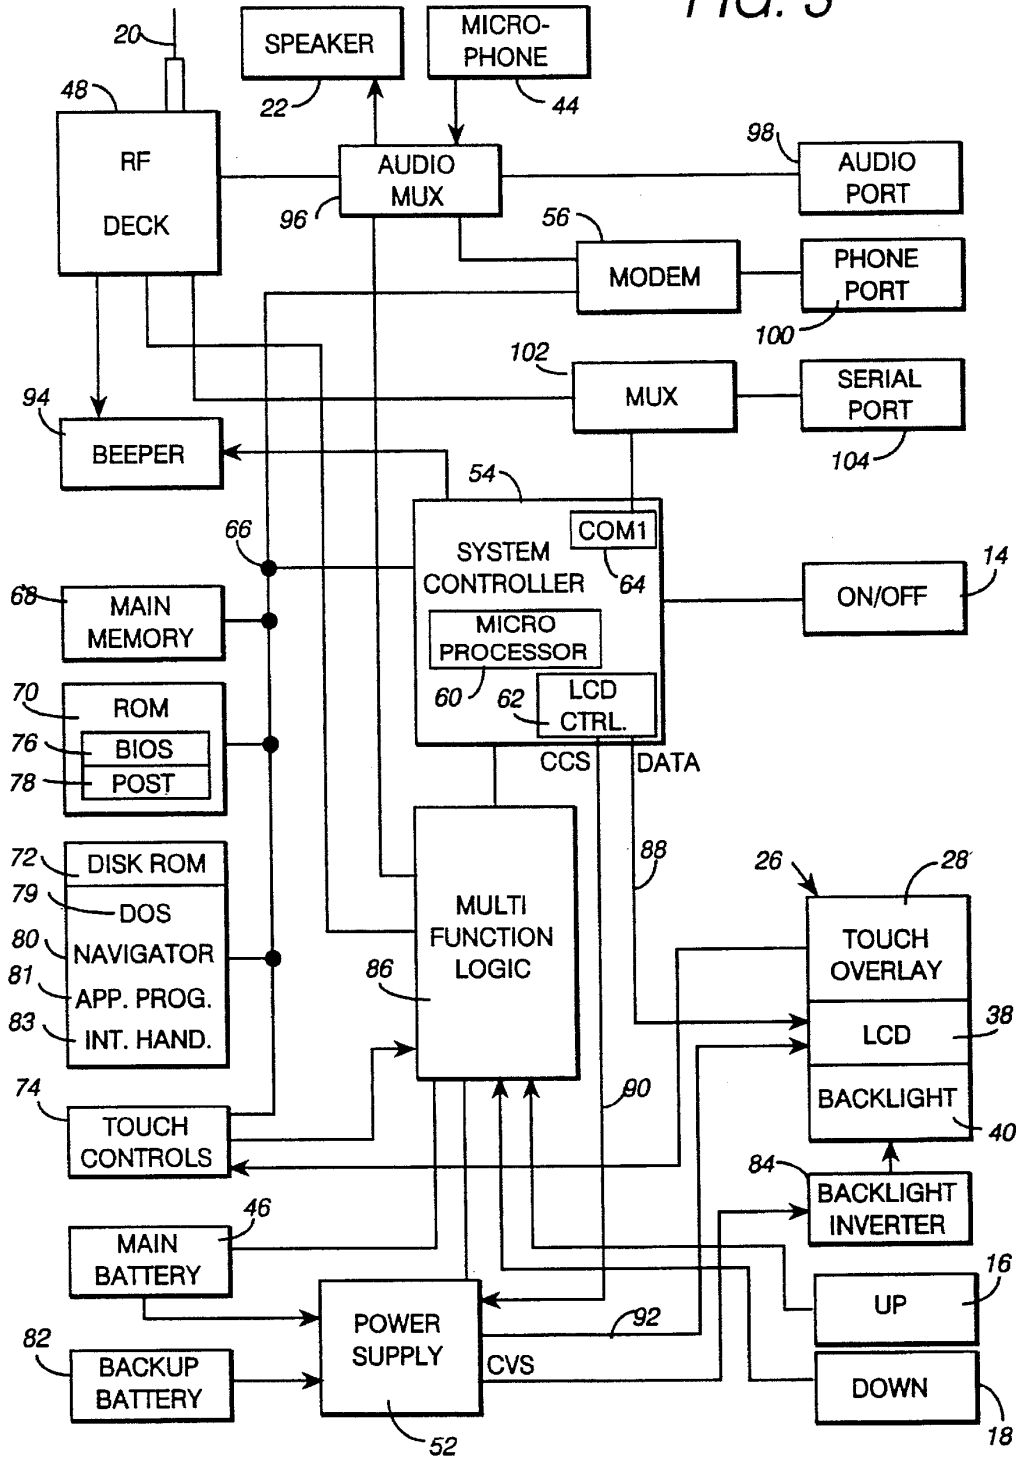 FIG. 3
20
SPEAKER
MICRO-
PHONE
48
22
44
RF
DECK
AUDIO
MUX
96
98
AUDIO
PORT
56
MODEM
PHONE
PORT
100
102
MUX
SERIAL
PORT
104
94
BEEPER
54
COM1
64
SYSTEM
CONTROLLER
66
14
ON/OFF
68
MAIN
MEMORY
MICRO
PROCESSOR
60
62
LCD
CTRL.
70
ROM
76
BIOS
78
POST
CCS
DATA
72
DISK ROM
79
DOS
80
NAVIGATOR
81
APP. PROG.
83
INT. HAND.
MULTI
FUNCTION
LOGIC
86
88
26
28
TOUCH
OVERLAY
LCD
38
BACKLIGHT
40
90
74
TOUCH
CONTROLS
84
BACKLIGHT
INVERTER
46
MAIN
BATTERY
16
UP
POWER
SUPPLY
92
CVS
82
BACKUP
BATTERY
DOWN
18
52